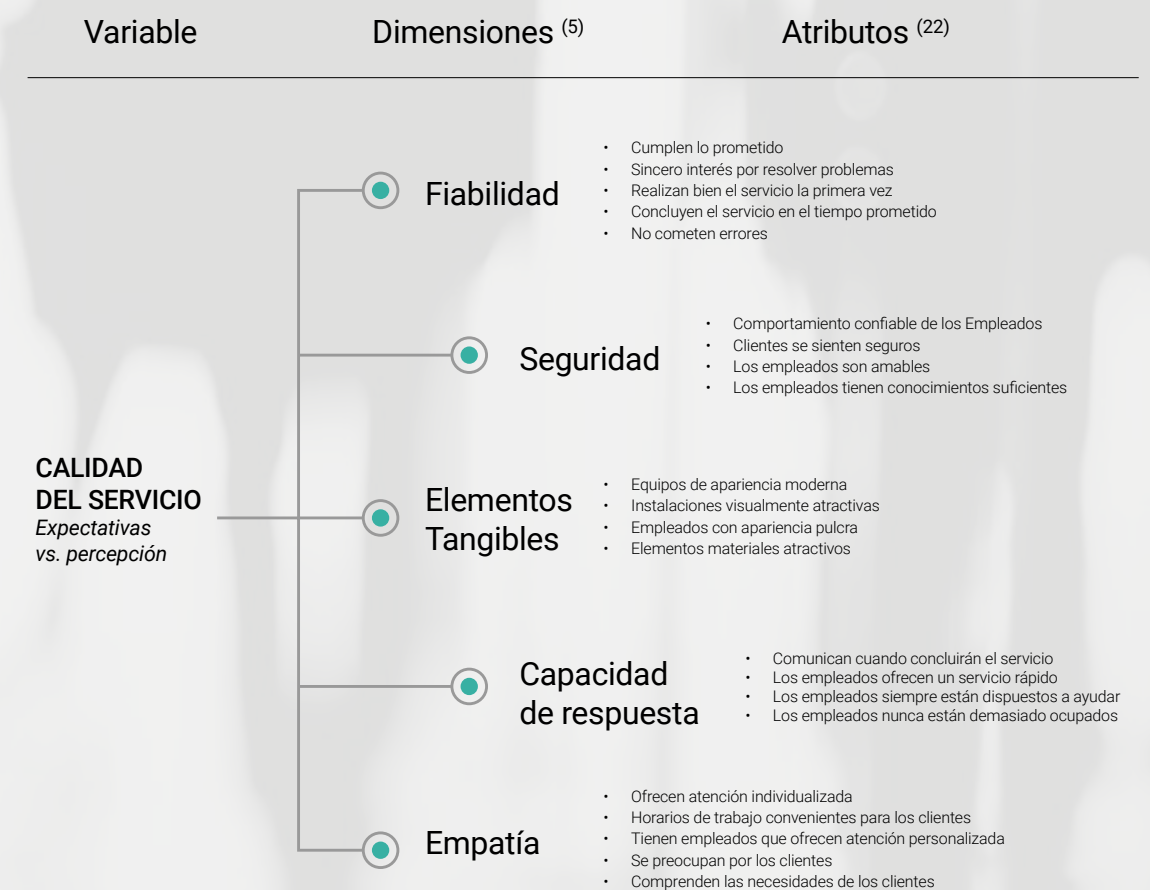 Variable
Dimensiones (5)
Atributos (22)
CALIDAD
DEL SERVICIO
Expectativas
vs. percepción
Fiabilidad
• Cumplen lo prometido
• Sincero interés por resolver problemas
• Realizan bien el servicio la primera vez
• Concluyen el servicio en el tiempo prometido
• No cometen errores
Seguridad
• Comportamiento confiable de los Empleados
• Clientes se sienten seguros
• Los empleados son amables
• Los empleados tienen conocimientos suficientes
Elementos
Tangibles
• Equipos de apariencia moderna
• Instalaciones visualmente atractivas
• Empleados con apariencia pulcra
• Elementos materiales atractivos
Capacidad
de respuesta
• Comunican cuando concluirán el servicio
• Los empleados ofrecen un servicio rápido
• Los empleados siempre están dispuestos a ayudar
• Los empleados nunca están demasiado ocupados
Empatía
• Ofrecen atención individualizada
• Horarios de trabajo convenientes para los clientes
• Tienen empleados que ofrecen atención personalizada
• Se preocupan por los clientes
• Comprenden las necesidades de los clientes